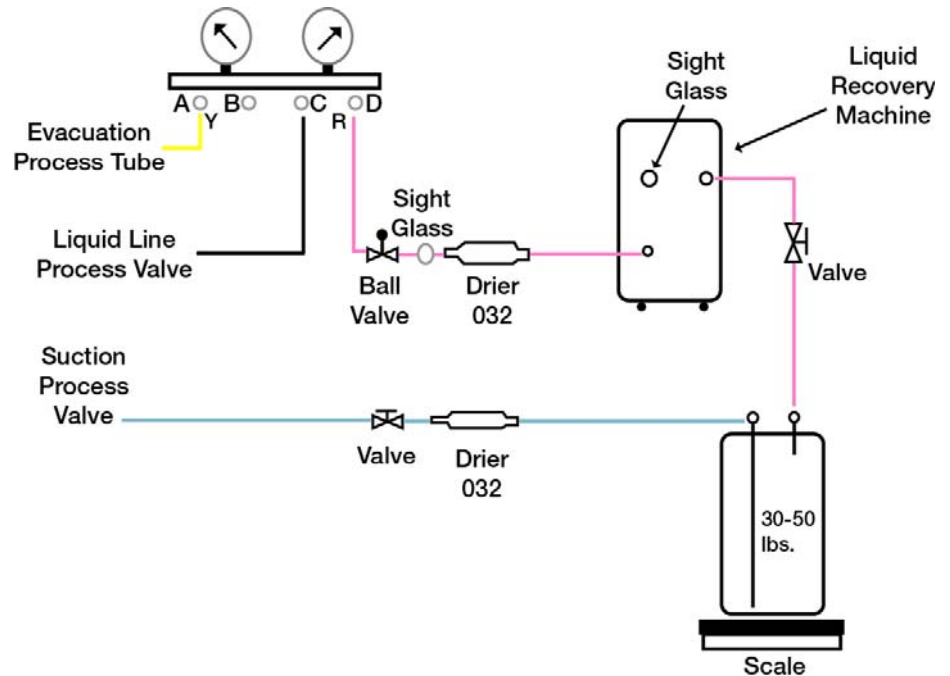 A
B
C
D
Y
R
Evacuation
Process Tube
Liquid Line
Process Valve
Sight
Glass
Ball
Valve
Drier
032
Sight
Glass
Liquid
Recovery
Machine
Valve
Suction
Process
Valve
Valve
Drier
032
30-50
lbs.
Scale